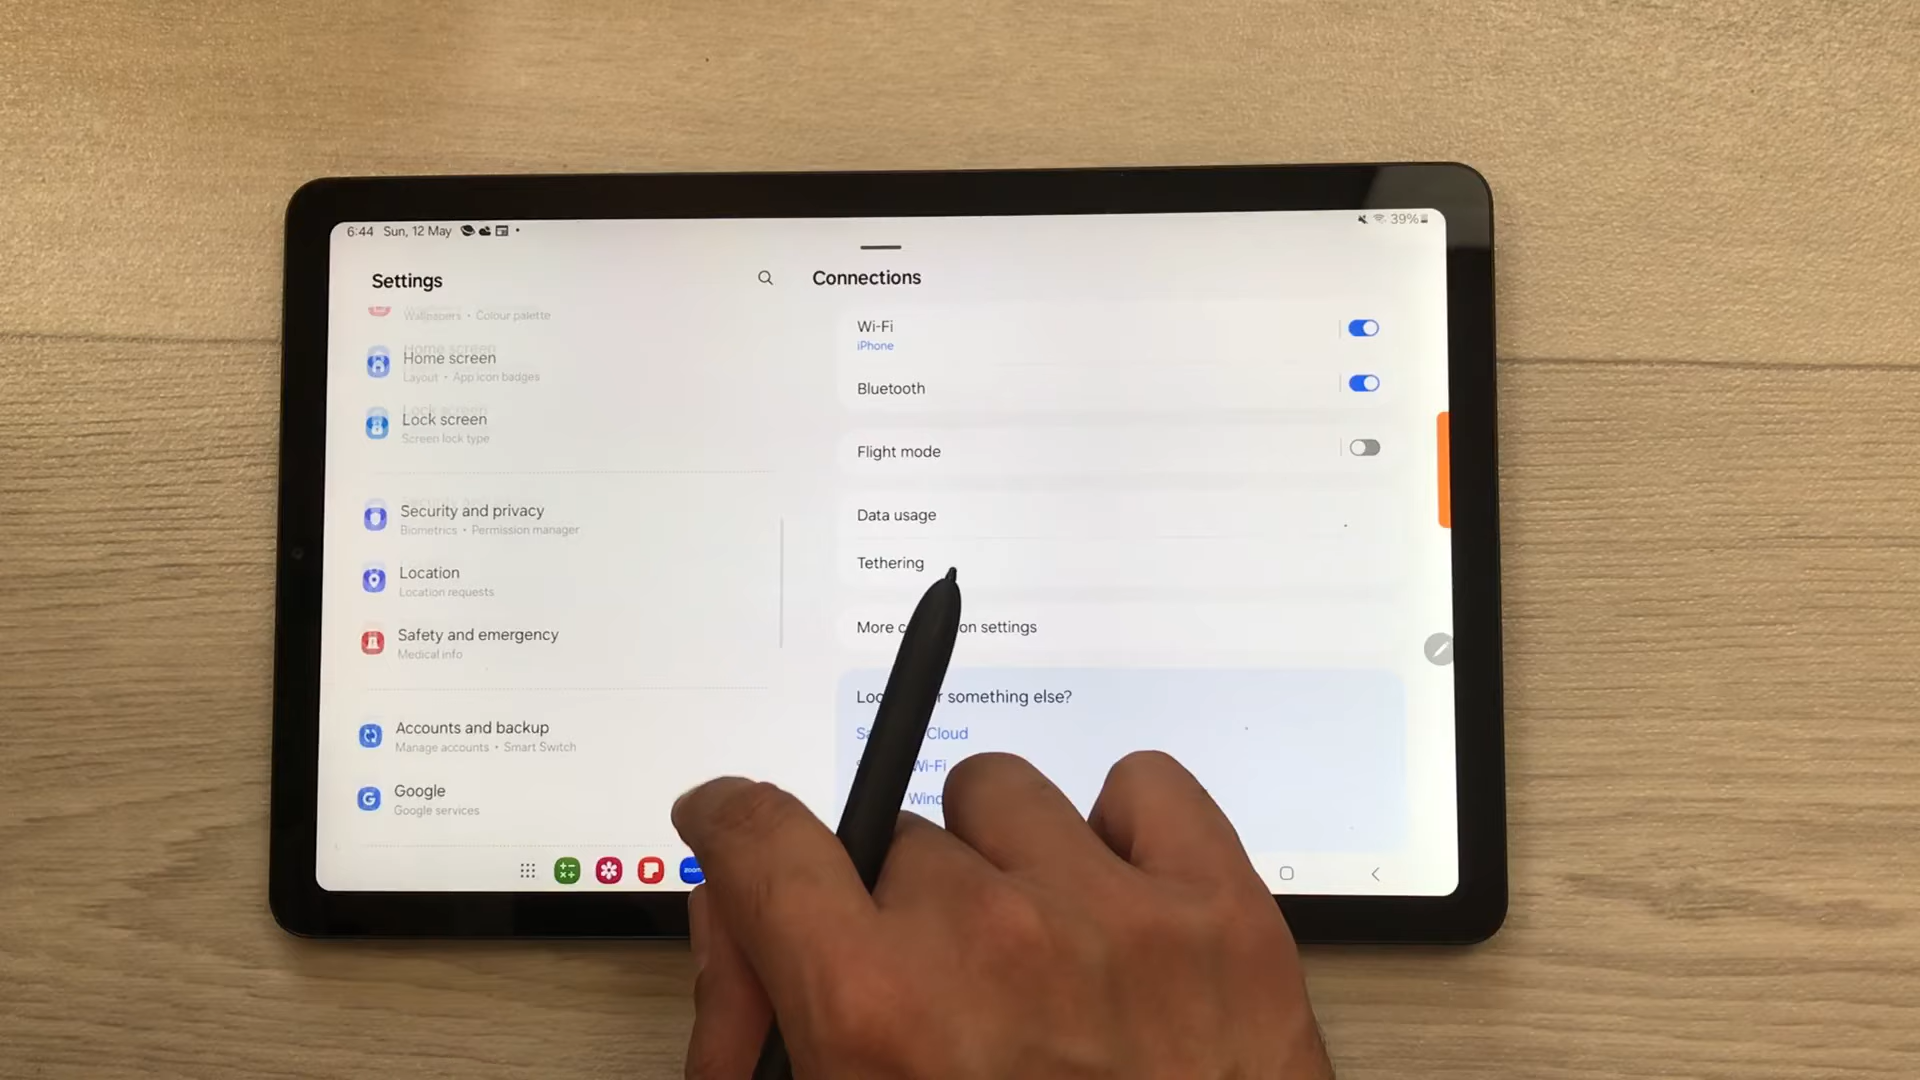 6:44 Sun, 12 May
39%
Settings
Wallpapers • Colour palette
Home screen
Layout • App icon badges
Lock screen
Screen lock type
Security and privacy
Biometrics • Permission manager
Location
Location requests
Safety and emergency
Medical info
Accounts and backup
Manage accounts • Smart Switch
Google
Google services
zoom
Connections
Wi-Fi
iPhone
Bluetooth
Flight mode
Data usage
Tethering
More settings
something else?
Cloud
Wi-Fi